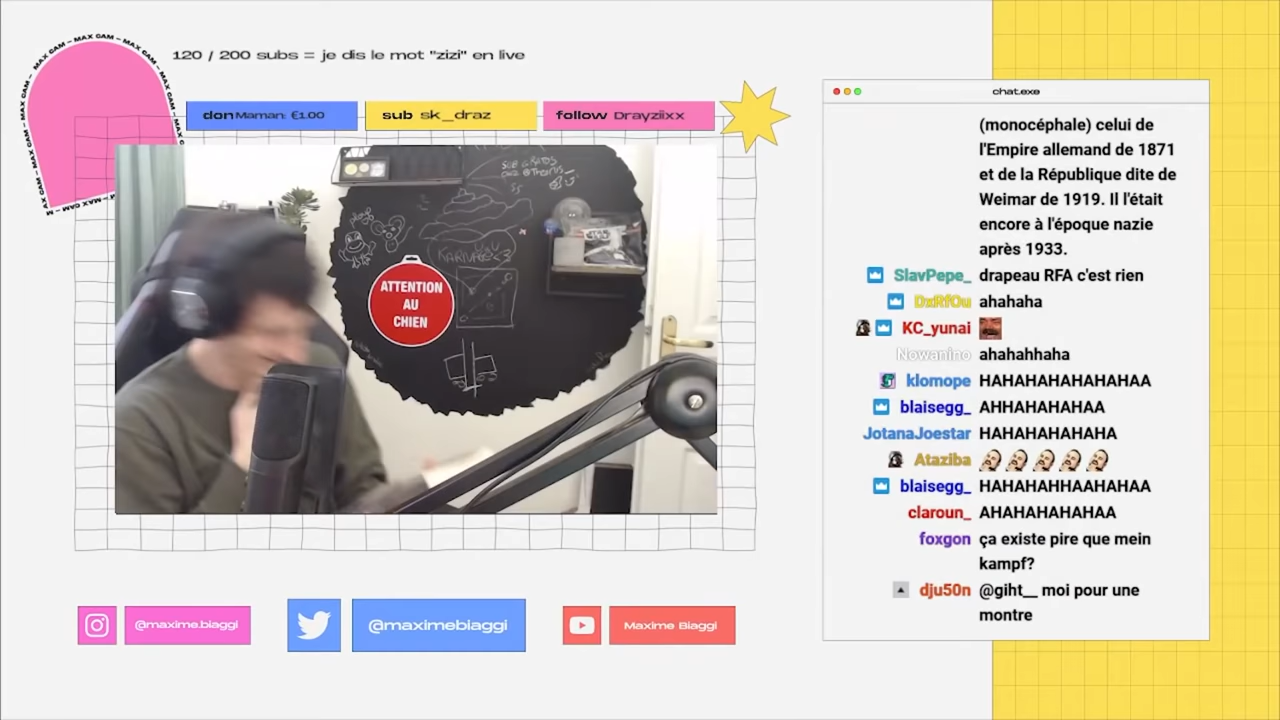 120 / 200 subs = je dis le mot "zizi" en live
MAX CAM – MAX CAM – MAX CAM – MAX CAM – MAX CAM
don Maman: €1.00
sub sk_draz
follow Drayziixx
ATTENTION
AU
CHIEN
@maxime.biaggi
@maximebiaggi
Maxime Biaggi
chat.exe
(monocéphale) celui de
l'Empire allemand de 1871
et de la République dite de
Weimar de 1919. Il l'était
encore à l'époque nazie
après 1933.
SlavPepe_ drapeau RFA c'est rien
DxRfOu ahahaha
KC_yunai
Nowanino ahahahhaha
klomope HAHAHAHAHAHAHAA
blaisegg_ AHHAHAHAHAA
JotanaJoestar HAHAHAHAHAHA
Ataziba
blaisegg_ HAHAHAHHAAHAHAA
claroun_ AHAHAHAHAHAA
foxgon ça existe pire que mein
kampf?
dju50n @giht__ moi pour une
montre